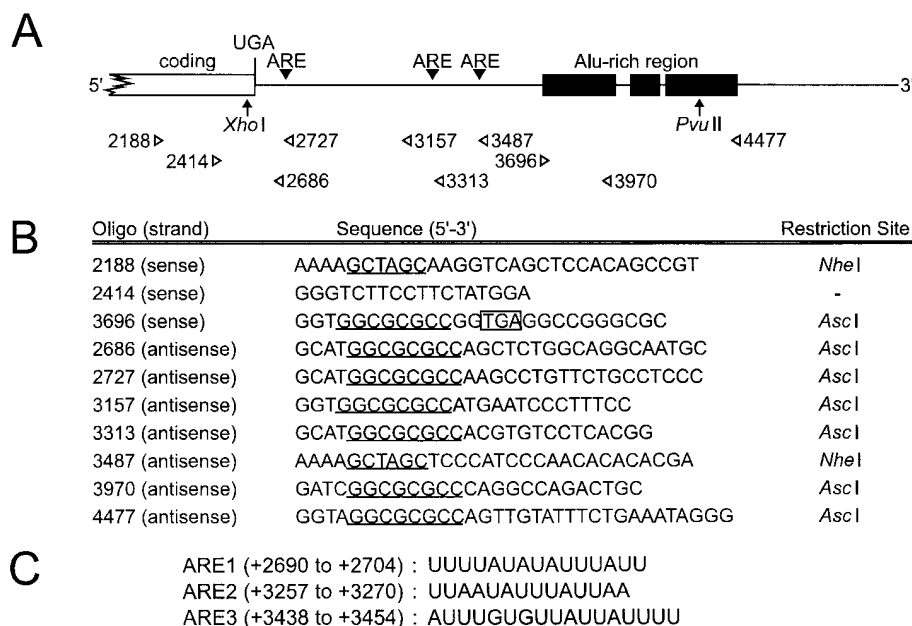 A
UGA
coding
ARE
ARE
ARE
Alu-rich region
5'
3'
XhoI
PvuII
2188
2727
3157
3487
4477
2414
3696
2686
3313
3970
B
Oligo (strand) Sequence (5'-3') Restriction Site
2188 (sense) AAAAGCTAGCAAGGTCAGCTCCACAGCCGT NheI
2414 (sense) GGGTCTTCCTTCTATGGA -
3696 (sense) GGTGGCGCGCCGGTGAGGCCGGGCGC AscI
2686 (antisense) GCATGGCGCGCCAGCTCTGGCAGGCAATGC AscI
2727 (antisense) GCATGGCGCGCCAAGCCTGTTCTGCCTCCC AscI
3157 (antisense) GGTGGCGCGCCATGAATCCCTTTCC AscI
3313 (antisense) GCATGGCGCGCCACGTGTCCTCACGG AscI
3487 (antisense) AAAAGCTAGCTCCCATCCCAACACACACGA NheI
3970 (antisense) GATCGGCGCGCCCAGGCCAGACTGC AscI
4477 (antisense) GGTAGGCGCGCCAGTTGTATTTCTGAAATAGGG AscI
C
ARE1 (+2690 to +2704) : UUUUAUAUAUUUAUU
ARE2 (+3257 to +3270) : UUAAUAUUUAUUAA
ARE3 (+3438 to +3454) : AUUUGUGUUAUUAUUUU